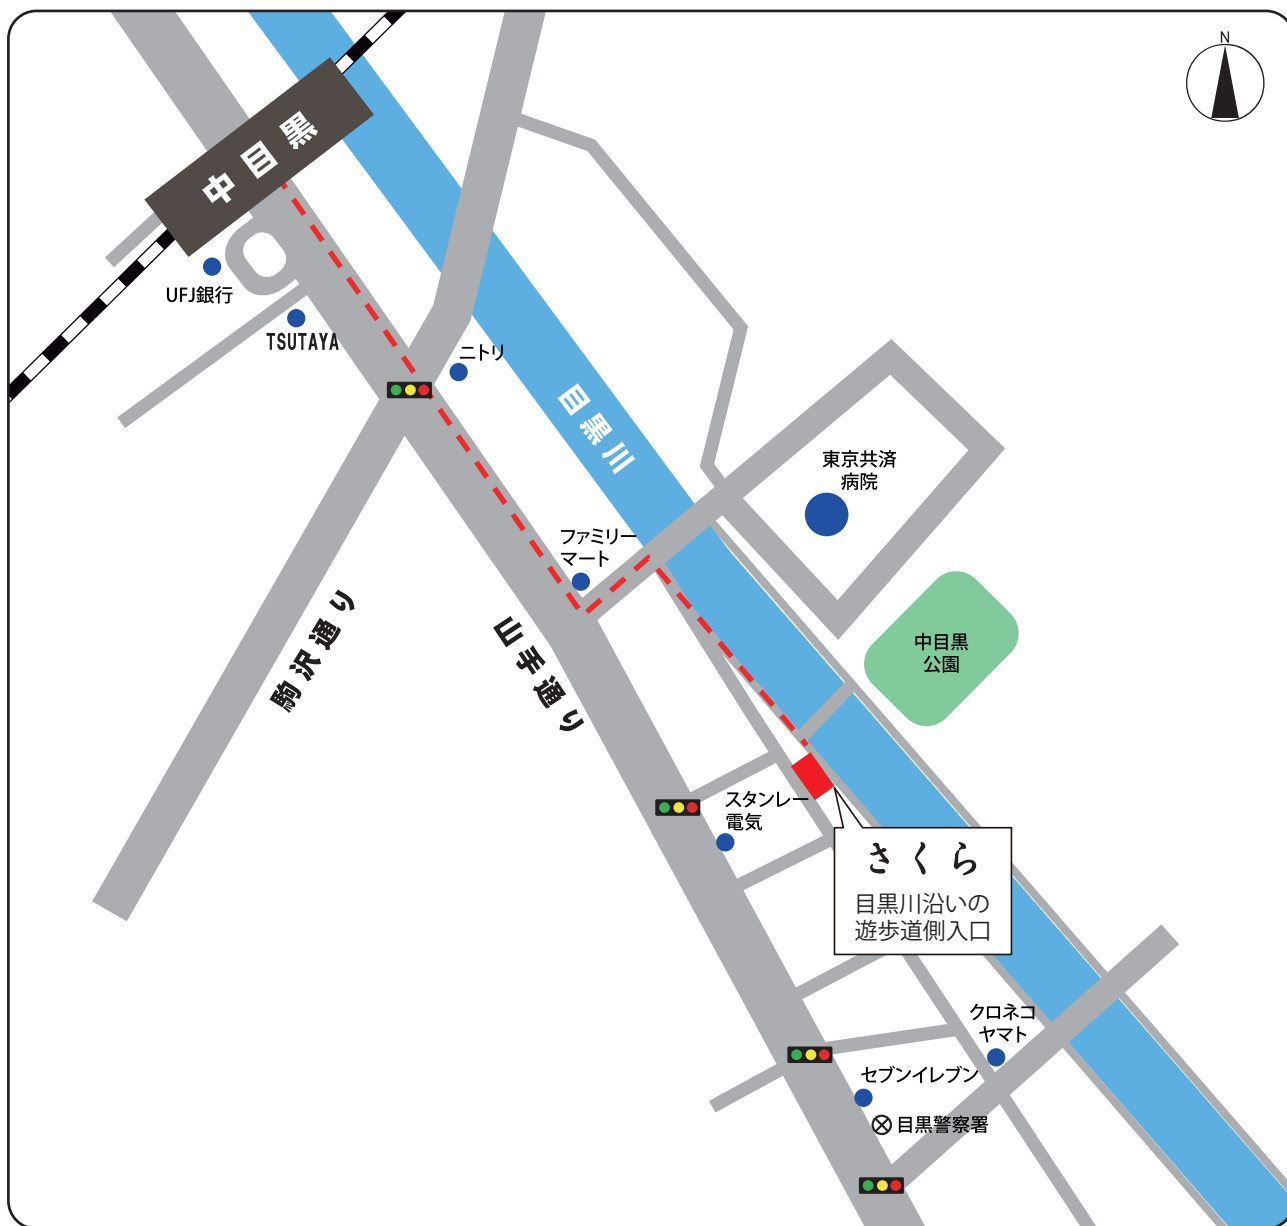 N
中目黒
UFJ銀行
TSUTAYA
ニトリ
目黒川
東京共済
病院
ファミリー
マート
駒沢通り
山手通り
中目黒
公園
スタンレー
電気
さくら
目黒川沿いの
遊歩道側入口
クロネコ
ヤマト
セブンイレブン
目黒警察署